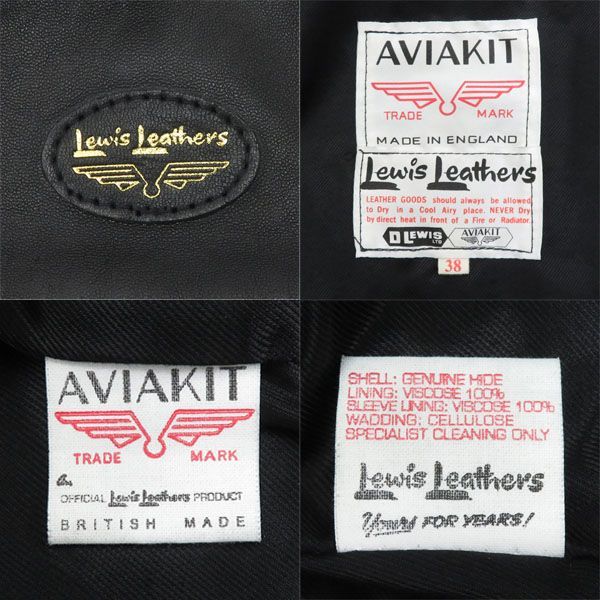 Lewis Leathers
AVIAKIT
TRADE MARK
MADE IN ENGLAND
Lewis Leathers
LEATHER GOODS should always be allowed
to Dry in a Cool Airy place. NEVER Dry
by direct heat in front of a Fire or Radiator.
D LEWIS LTD AVIAKIT
38
AVIAKIT
TRADE MARK
OFFICIAL Lewis Leathers PRODUCT
BRITISH MADE
SHELL: GENUINE HIDE
LINING: VISCOSE 100%
SLEEVE LINING: VISCOSE 100%
WADDING: CELLULOSE
SPECIALIST CLEANING ONLY
Lewis Leathers
Yours FOR YEARS!